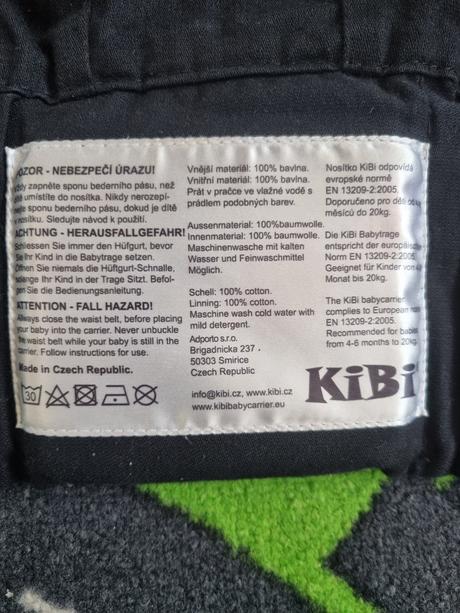 POZOR - NEBEZPEČÍ ÚRAZU!
zapněte sponu bederního pásu, než
umístíte do nosítka. Nikdy nerozepí-
sponu bederního pásu, dokud je dítě
nosítku. Sledujte návod k použití.
ACHTUNG - HERAUSFALLGEFAHR!
Schliessen Sie immer den Hüfgurt, bevor
Sie Ihr Kind in die Babytrage setzen.
Öffnen Sie niemals die Hüftgurt-Schnalle,
solange Ihr Kind in der Trage Sitzt. Befol-
gen Sie die Bedienungsanleitung.
ATTENTION - FALL HAZARD!
Always close the waist belt, before placing
your baby into the carrier. Never unbuckle
the waist belt while your baby is still in the
carrier. Follow instructions for use.
Made in Czech Republic.
30
Vnější materiál: 100% bavlna.
Vnitřní materiál: 100% bavlna.
Prát v pračce ve vlažné vodě s
prádlem podobných barev.
Aussenmaterial: 100%baumwolle.
Innenmaterial: 100% baumwolle.
Maschinenwasche mit kalten
Wasser und Feinwaschmittel
Möglich.
Schell: 100% cotton.
Linning: 100% cotton.
Machine wash cold water with
mild detergent.
Adporto s.r.o.
Brigadnicka 237
50303 Smirice
Czech Republic
info@kibi.cz, www.kibi.cz
www.kibibabycarrier.eu
Nosítko KiBi odpovídá
evropské normě
EN 13209-2:2005.
Doporučeno pro děti od
měsíců do 20kg.
Die KiBi Babytrage
entspricht der europäischen
Norm EN 13209-2:2005.
Geeignet für Kinder von
Monat bis 20kg.
The KiBi babycarrier
complies to European norm
EN 13209-2:2005.
Recommended for babies
from 4-6 months to 20kg.
KiBi